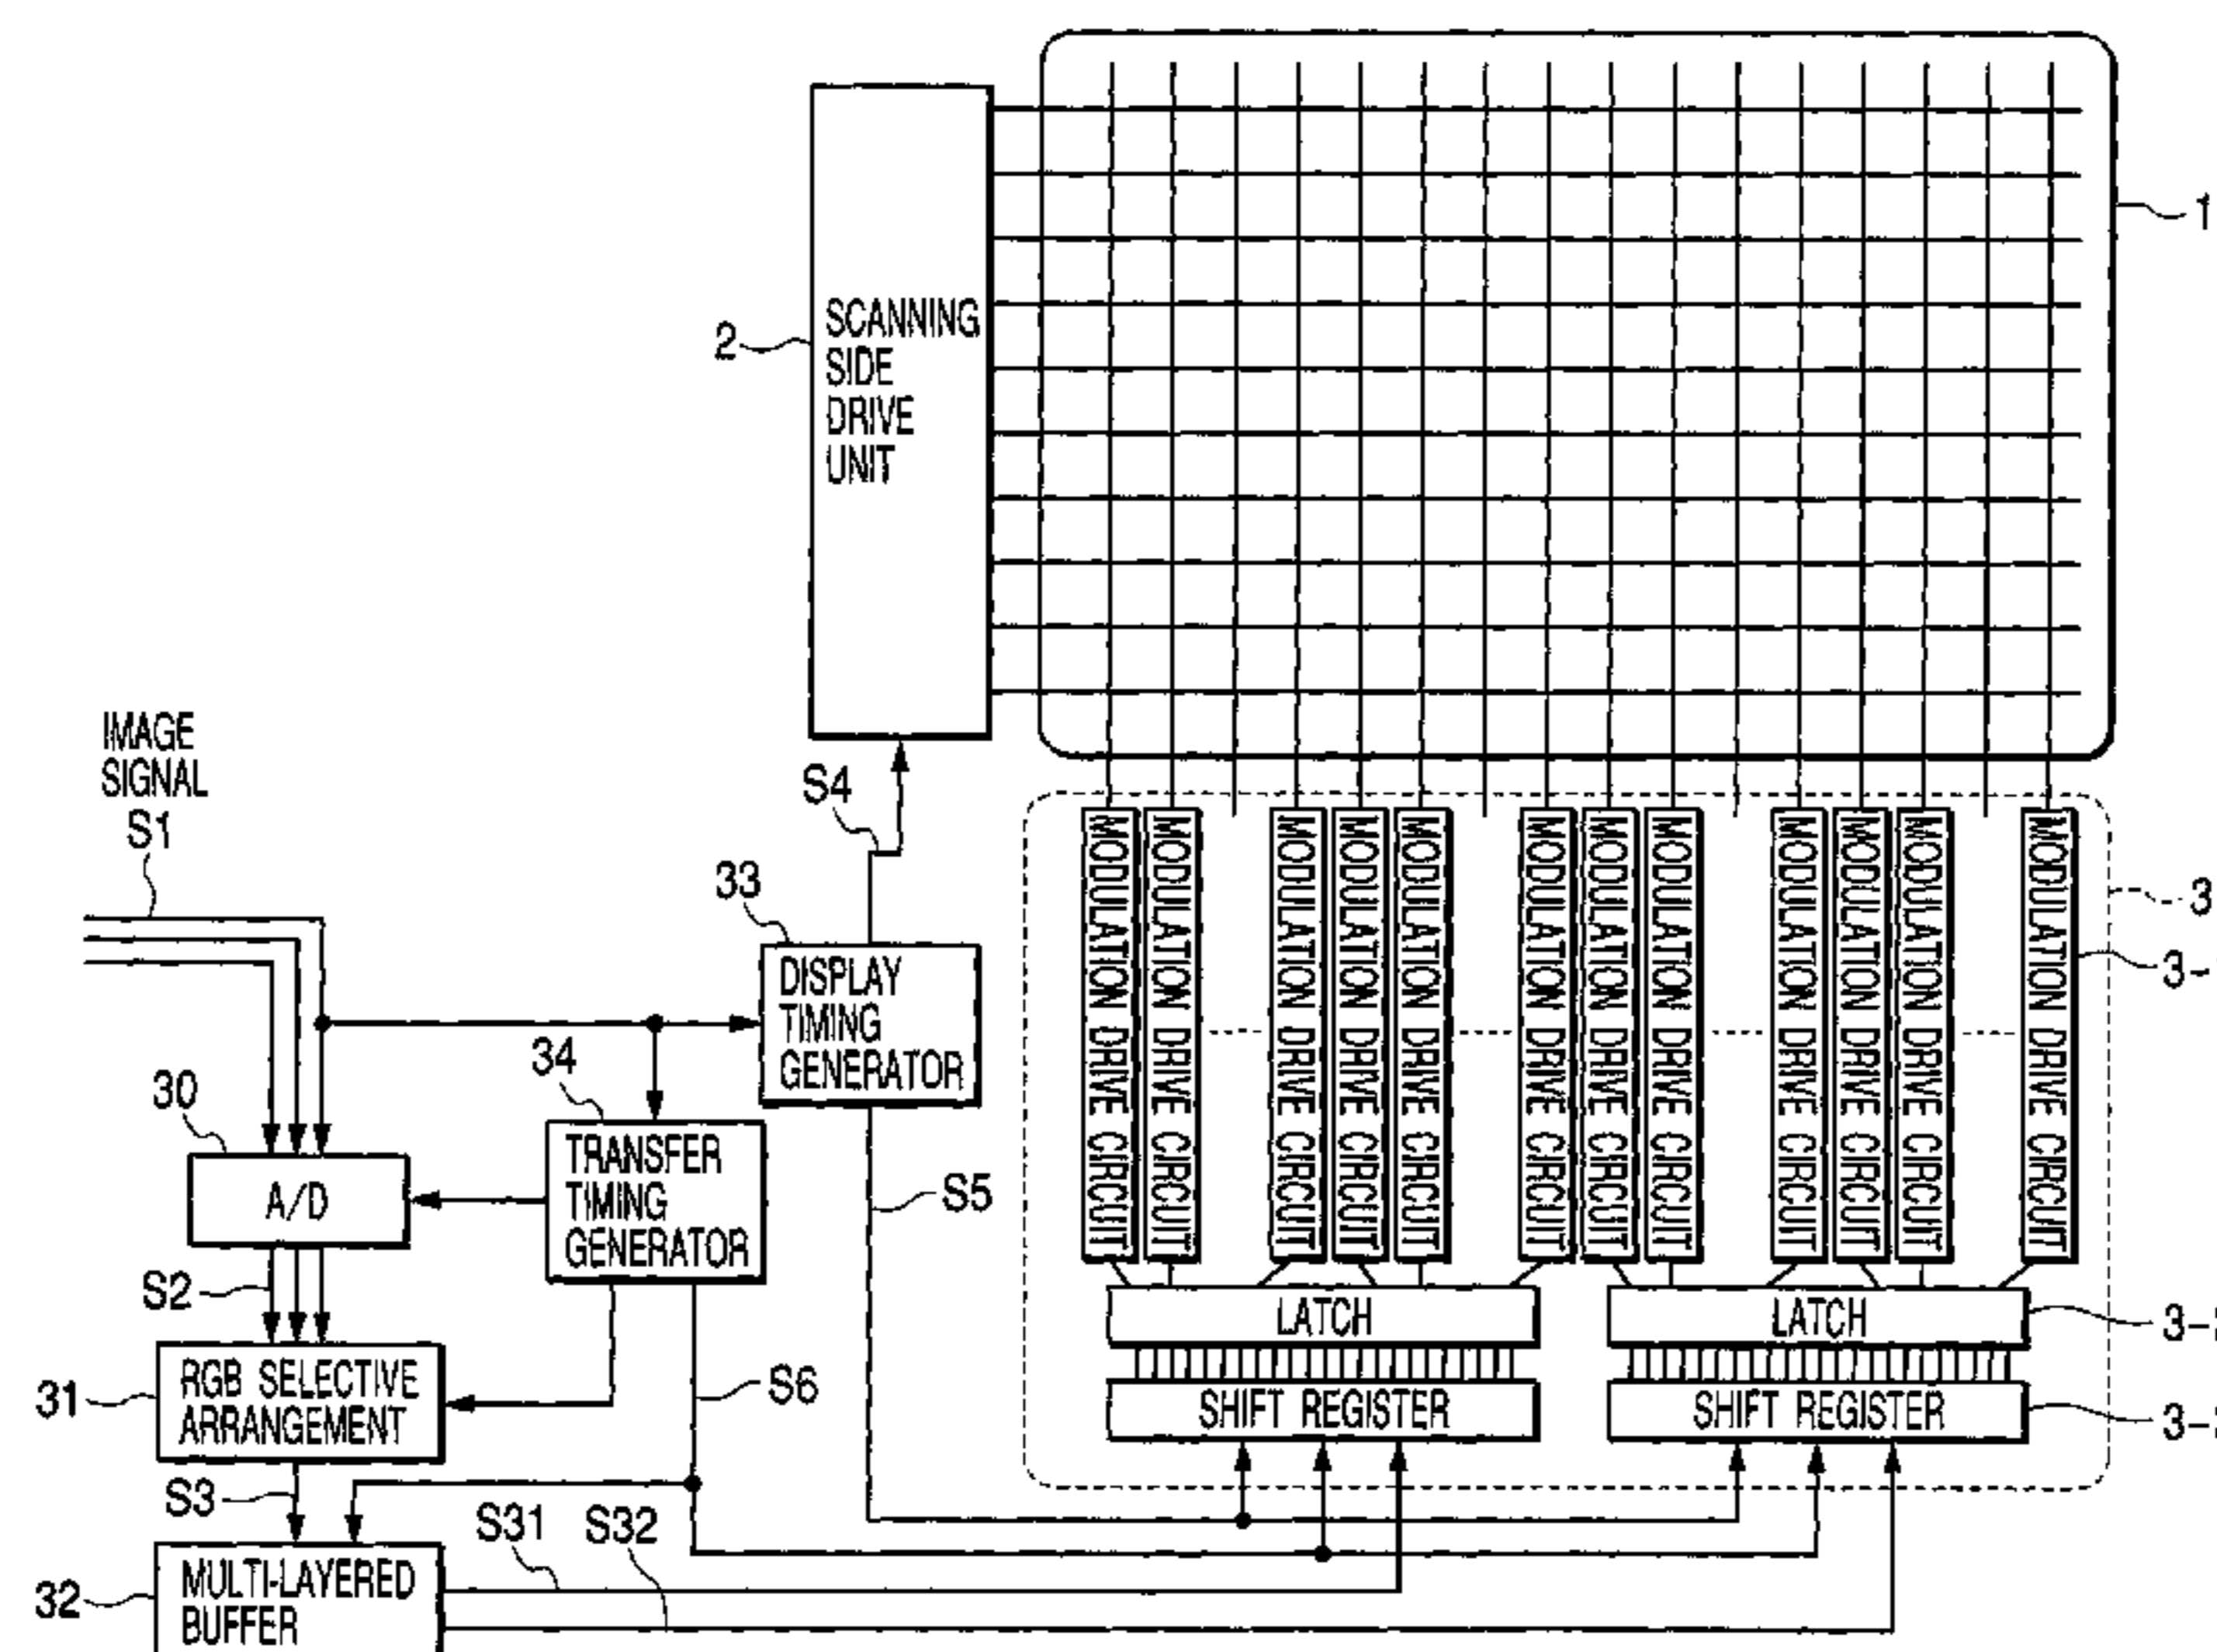 1
2
SCANNING
SIDE
DRIVE
UNIT
IMAGE
SIGNAL
S1
S4
33
DISPLAY
TIMING
GENERATOR
34
TRANSFER
TIMING
GENERATOR
30
A/D
S2
31
RGB SELECTIVE
ARRANGEMENT
S3
32
MULTI-LAYERED
BUFFER
S5
S6
S31
S32
MODULATION DRIVE CIRCUIT
MODULATION DRIVE CIRCUIT
MODULATION DRIVE CIRCUIT
MODULATION DRIVE CIRCUIT
MODULATION DRIVE CIRCUIT
MODULATION DRIVE CIRCUIT
MODULATION DRIVE CIRCUIT
MODULATION DRIVE CIRCUIT
MODULATION DRIVE CIRCUIT
MODULATION DRIVE CIRCUIT
MODULATION DRIVE CIRCUIT
MODULATION DRIVE CIRCUIT
3
3-
LATCH
LATCH
3-
SHIFT REGISTER
SHIFT REGISTER
3-